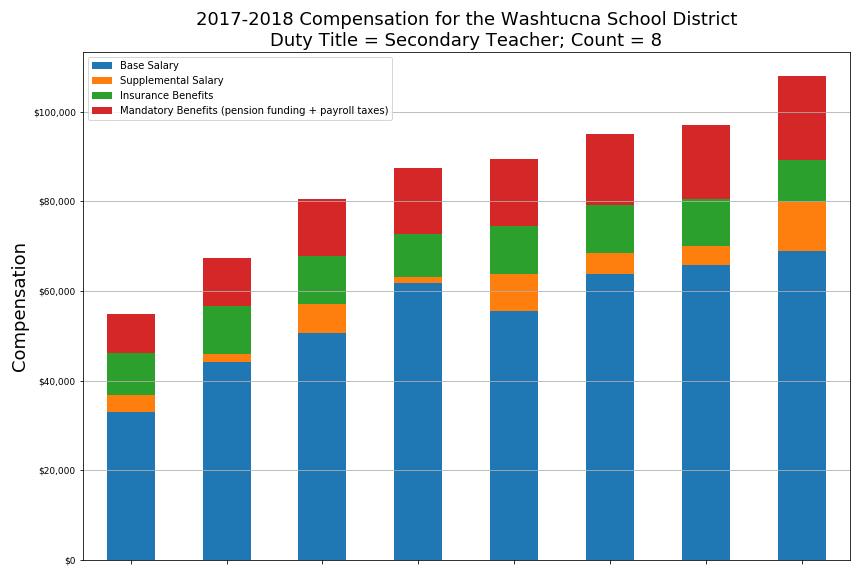 2017-2018 Compensation for the Washtucna School District
Duty Title = Secondary Teacher; Count = 8
Base Salary
Supplemental Salary
Insurance Benefits
Mandatory Benefits (pension funding + payroll taxes)
$100,000
$80,000
$60,000
$40,000
$20,000
$0
Compensation